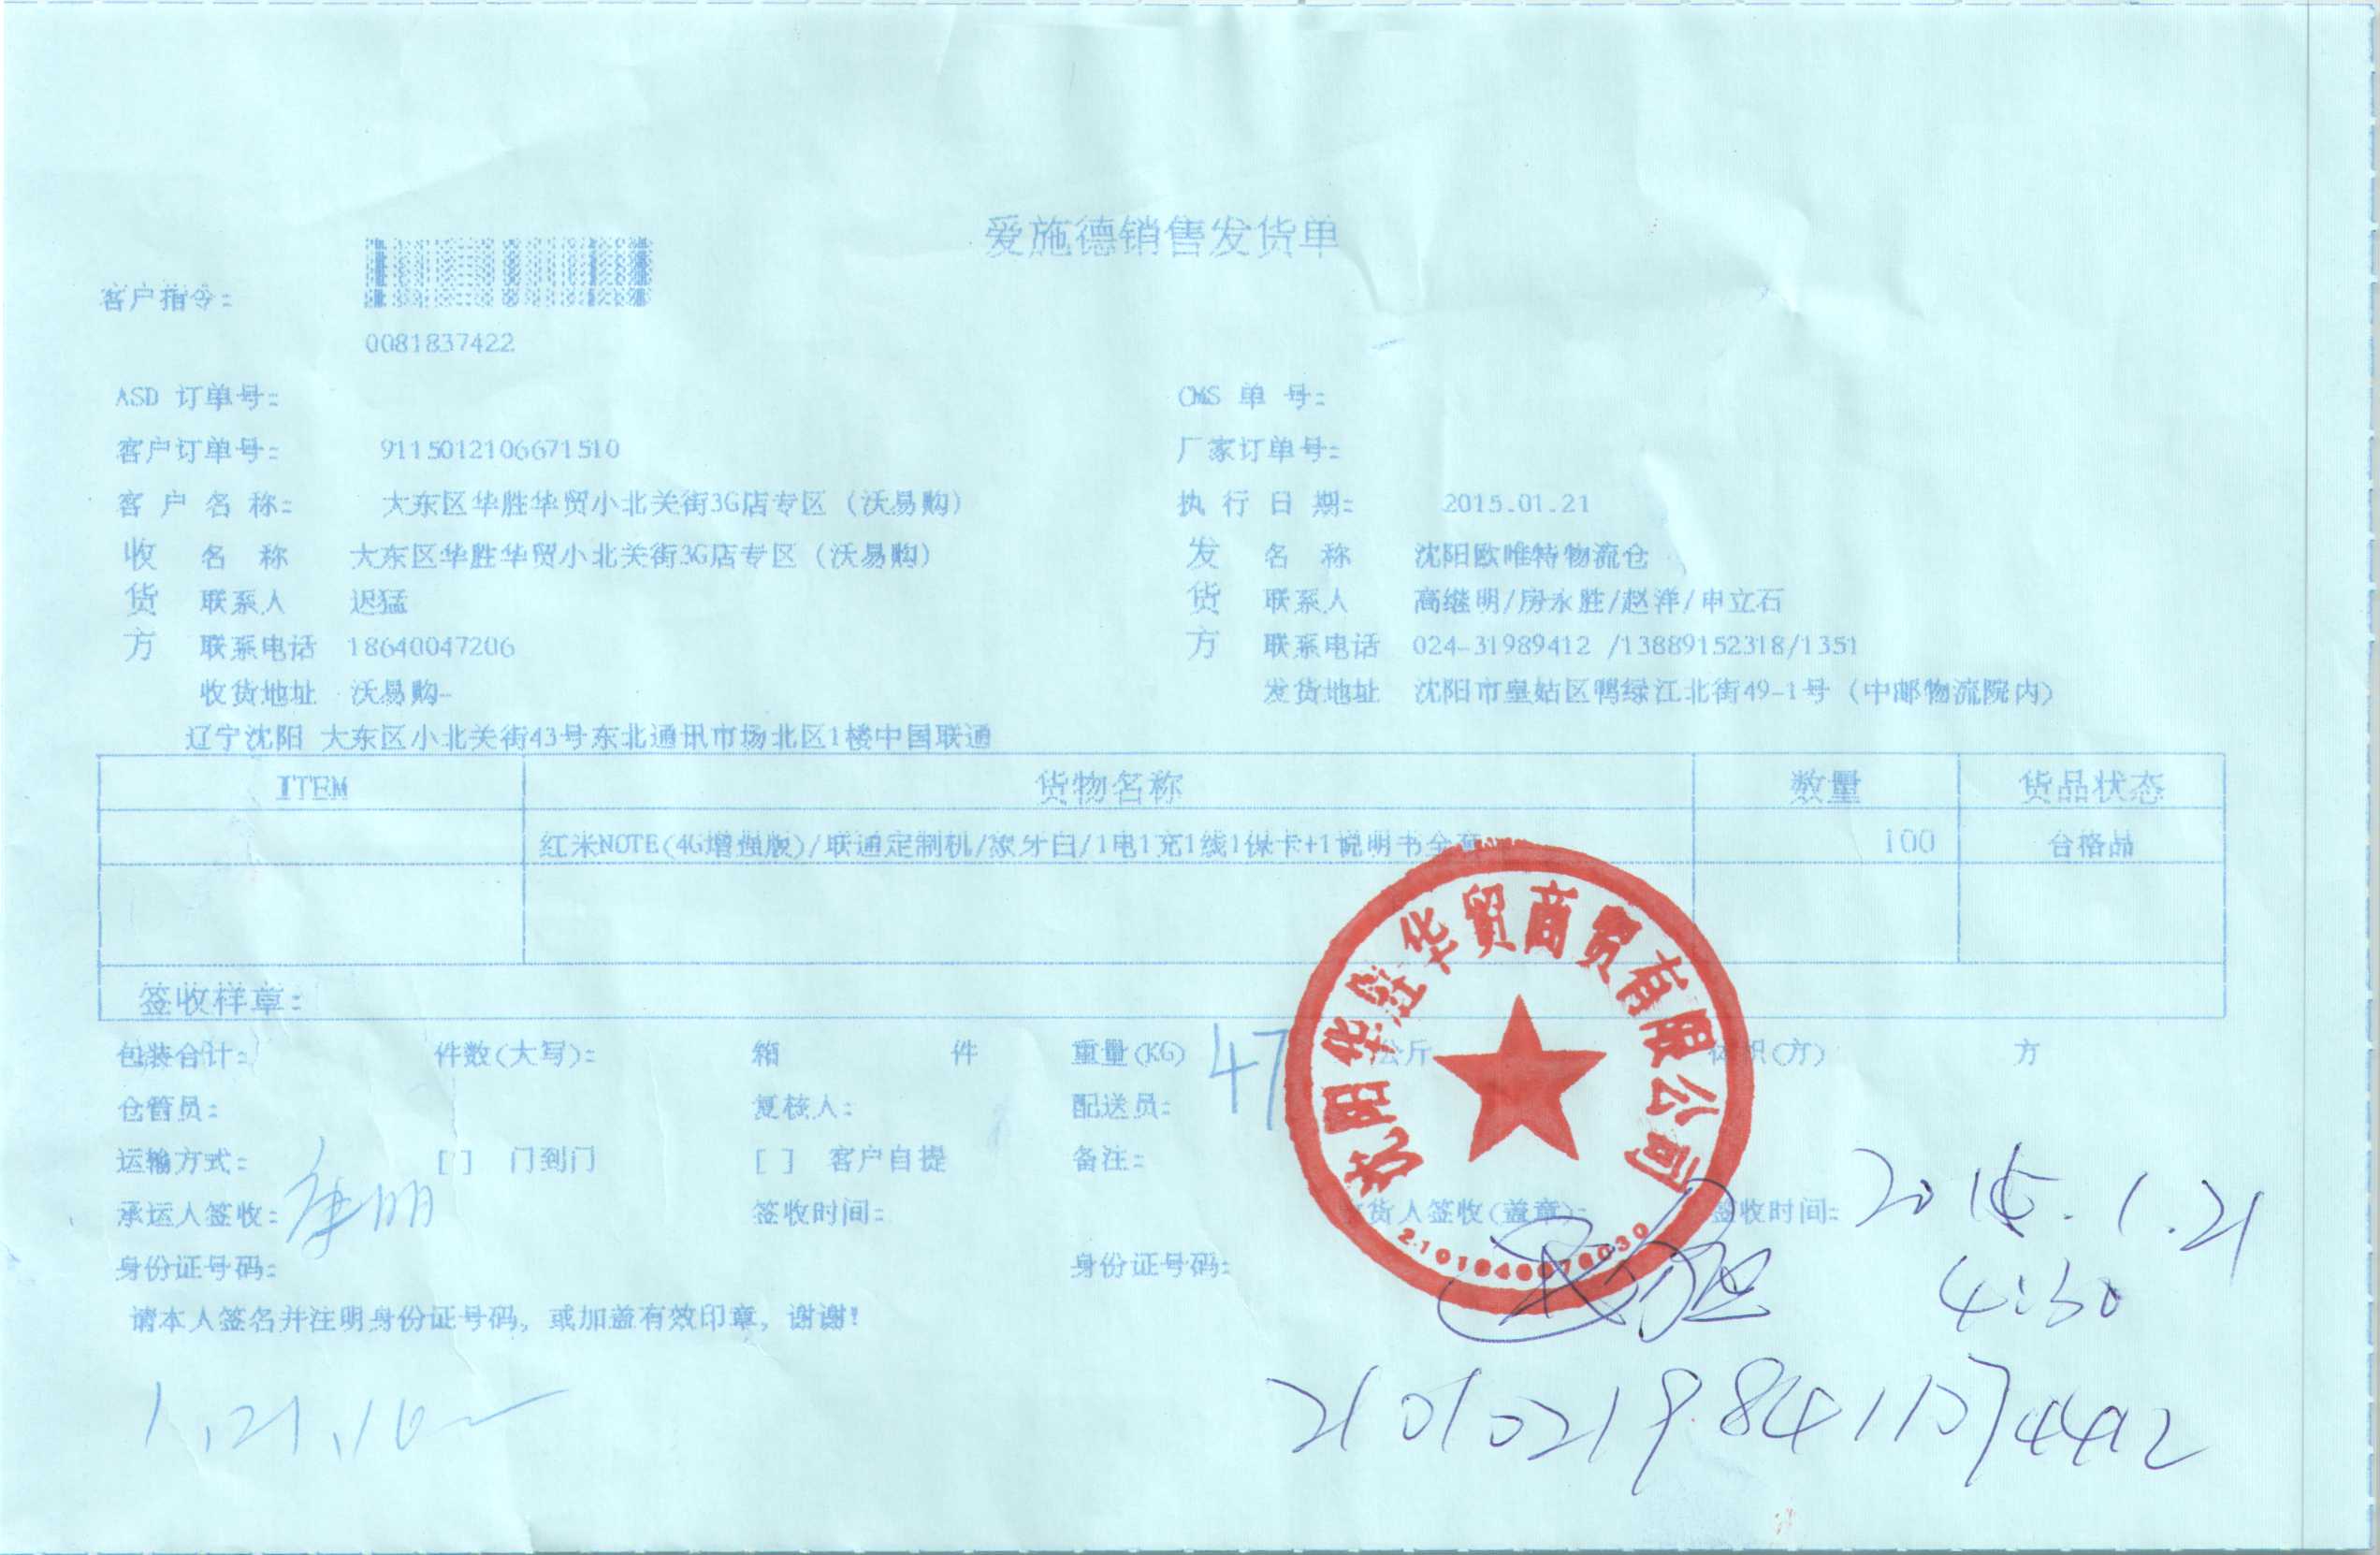 爱施德销售发货单
客户指令:
0081837422
ASD 订单号: CMS 单 号:
客户订单号: 9115012106671510 厂家订单号:
客 户 名 称: 大东区华胜华贸小北关街3G店专区（沃易购） 执 行 日 期: 2015.01.21
收货方 名 称 大东区华胜华贸小北关街3G店专区（沃易购） 发货方 名 称 沈阳欧唯特物流仓
联系人 迟猛 联系人 高继明/房永胜/赵洋/申立石
联系电话 18640047206 联系电话 024-31989412 /13889152318/1351
收货地址 沃易购- 发货地址 沈阳市皇姑区鸭绿江北街49-1号（中邮物流院内）
辽宁沈阳 大东区小北关街43号东北通讯市场北区1楼中国联通
ITEM 货物名称 数量 货品状态
红米NOTE(4G增强版)/联通定制机/象牙白/1电1充1线1保卡+1说明书全套 100 合格品
签收样章:
沈阳华胜华贸商贸有限公司
包装合计: 件数(大写): 箱 件 重量(KG) 47 公斤 体积(方) 方
仓管员: 复核人: 配送员:
运输方式: [ ] 门到门 [ ] 客户自提 备注:
承运人签收: 签收时间: 收货人签收(盖章): 签收时间: 2015.1.21
身份证号码: 身份证号码: 4:30
请本人签名并注明身份证号码，或加盖有效印章，谢谢!
1.21.16